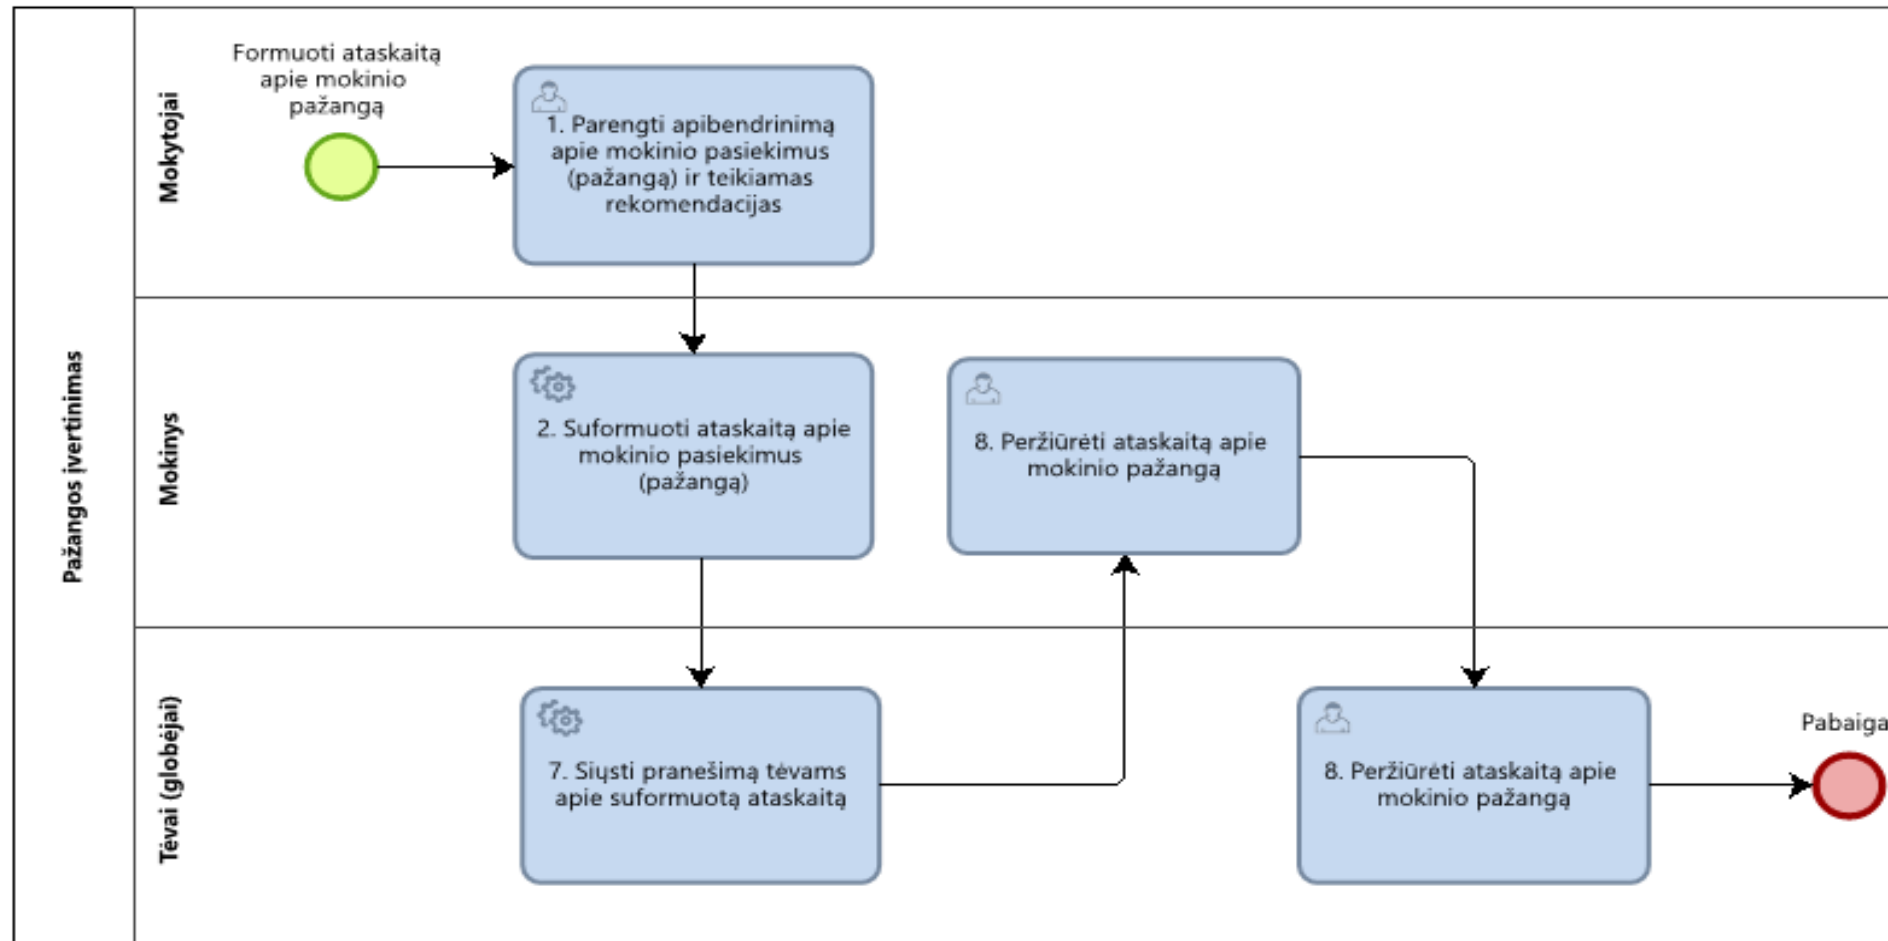 Pažangos įvertinimas
Mokytojai
Formuoti ataskaitą
apie mokinio
pažangą
1. Parengti apibendrinimą
apie mokinio pasiekimus
(pažangą) ir teikiamas
rekomendacijas
Mokinys
2. Suformuoti ataskaitą apie
mokinio pasiekimus
(pažangą)
8. Peržiūrėti ataskaitą apie
mokinio pažangą
Tėvai (globėjai)
7. Siųsti pranešimą tėvams
apie suformuotą ataskaitą
8. Peržiūrėti ataskaitą apie
mokinio pažangą
Pabaiga